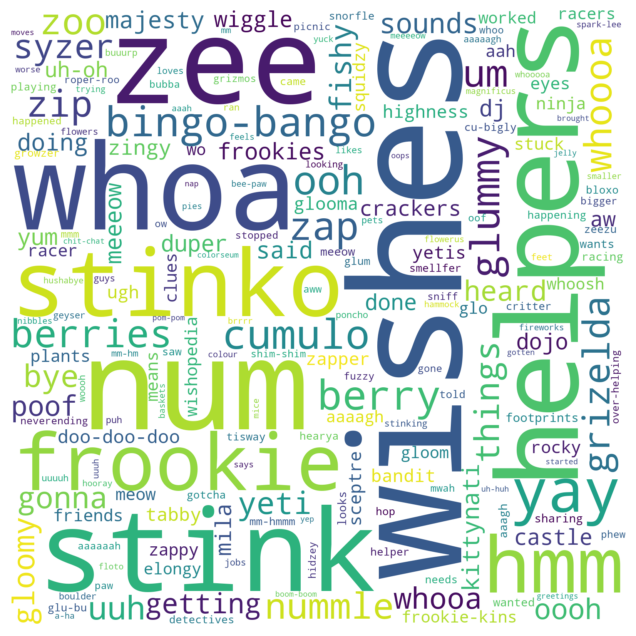 snorfle picnic wiggle sounds worked racers
zoo majesty zee whoo aaaaagh spark-lee
moves buuurp mm yuck meeeeow
syzer uh-oh roper-roo fishy um aah eyes whooooa
loves grizmos squidzy highness dj ninja magnificus
playing bubba came zip bingo-bango wishes helpers whoooa
aaah ran cu-bigly trying worse
happened flowers feels likes stuck oops brought
doing zingy wo frookies jelly
growzer looking glummy bloxo smaller
whoa nap bee-paw ooh glooma crackers aw bigger happening
yum mmm meeeeow pies ow stopped pets oof flowerus zeezu
chit-chat colorseum zap meow yetis wants
racer duper said glum smellfer whoosh racing
hushabye guys clues aww sniff heard feet
stinko ugh poncho done glo critter hammock
nibbles geyser pom-pom brrrr
berries cumulo things dojo fireworks grizelda
mm-hm saw shim-shim zapper gone gotten over-helping
plants means wishopedia fuzzy told gloom
bye woooh num berry footprints
poof baskets mice aaaagh stinking
neverending puh colour
doo-doo-doo tisway hearya rocky
frookie uuuuh uuuh says sceptre bandit started
gonna hooray gotcha yeti looks mwah uh-huh yay
meow mila kittynati aaagh sharing
gloomy friends tabby mm-hmmm yep hop castle phew
aaaaaah zappy jobs hidzey helper
stink floto elongy needs hmm
paw boulder nummle whooa wanted greetings
glu-bu uuh getting boom-boom frookie-kins oooh
a-ha detectives